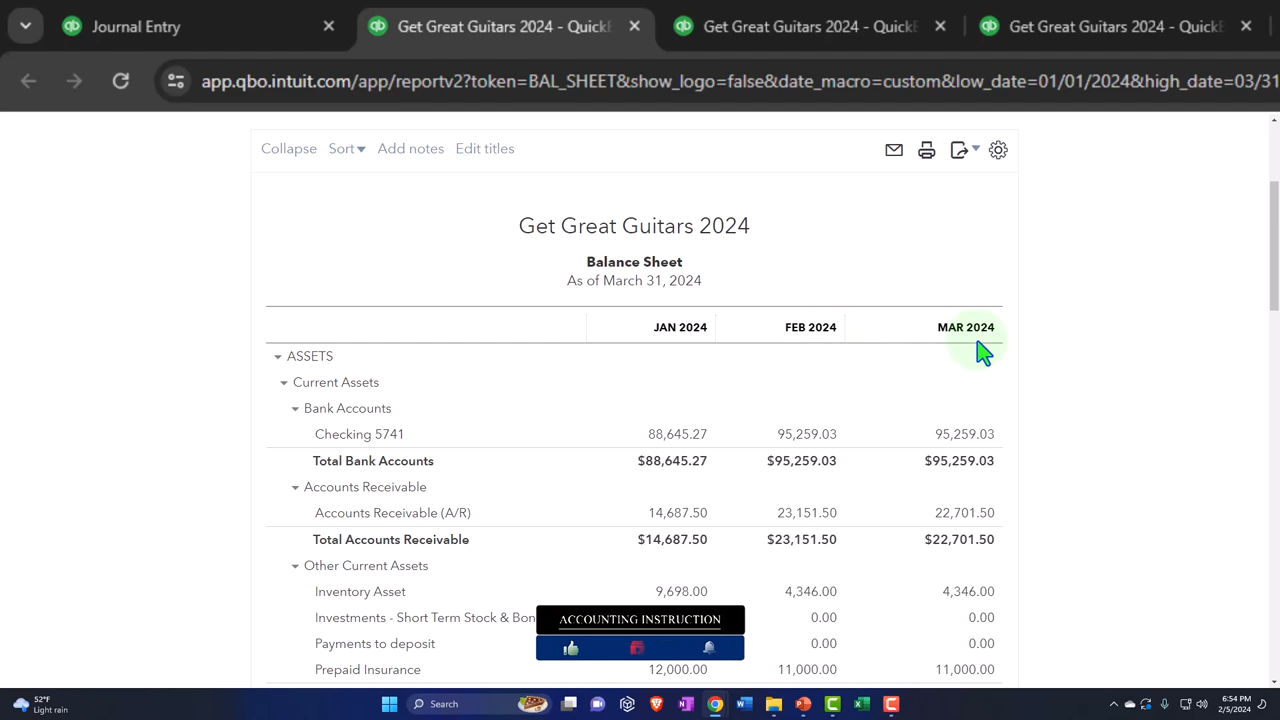 Journal Entry
Get Great Guitars 2024 - Quick
Get Great Guitars 2024 - QuickE
Get Great Guitars 2024 - QuickE
app.qbo.intuit.com/app/reportv2?token=BAL_SHEET&show_logo=false&date_macro=custom&low_date=01/01/2024&high_date=03/31
Collapse Sort Add notes Edit titles
Get Great Guitars 2024
Balance Sheet
As of March 31, 2024
JAN 2024 FEB 2024 MAR 2024
ASSETS
Current Assets
Bank Accounts
Checking 5741 88,645.27 95,259.03 95,259.03
Total Bank Accounts $88,645.27 $95,259.03 $95,259.03
Accounts Receivable
Accounts Receivable (A/R) 14,687.50 23,151.50 22,701.50
Total Accounts Receivable $14,687.50 $23,151.50 $22,701.50
Other Current Assets
Inventory Asset 9,698.00 4,346.00 4,346.00
Investments - Short Term Stock & Bon 0.00 0.00
ACCOUNTING INSTRUCTION
Payments to deposit 0.00 0.00
Prepaid Insurance 12,000.00 11,000.00 11,000.00
52°F
Light rain
Search
6:54 PM
2/5/2024